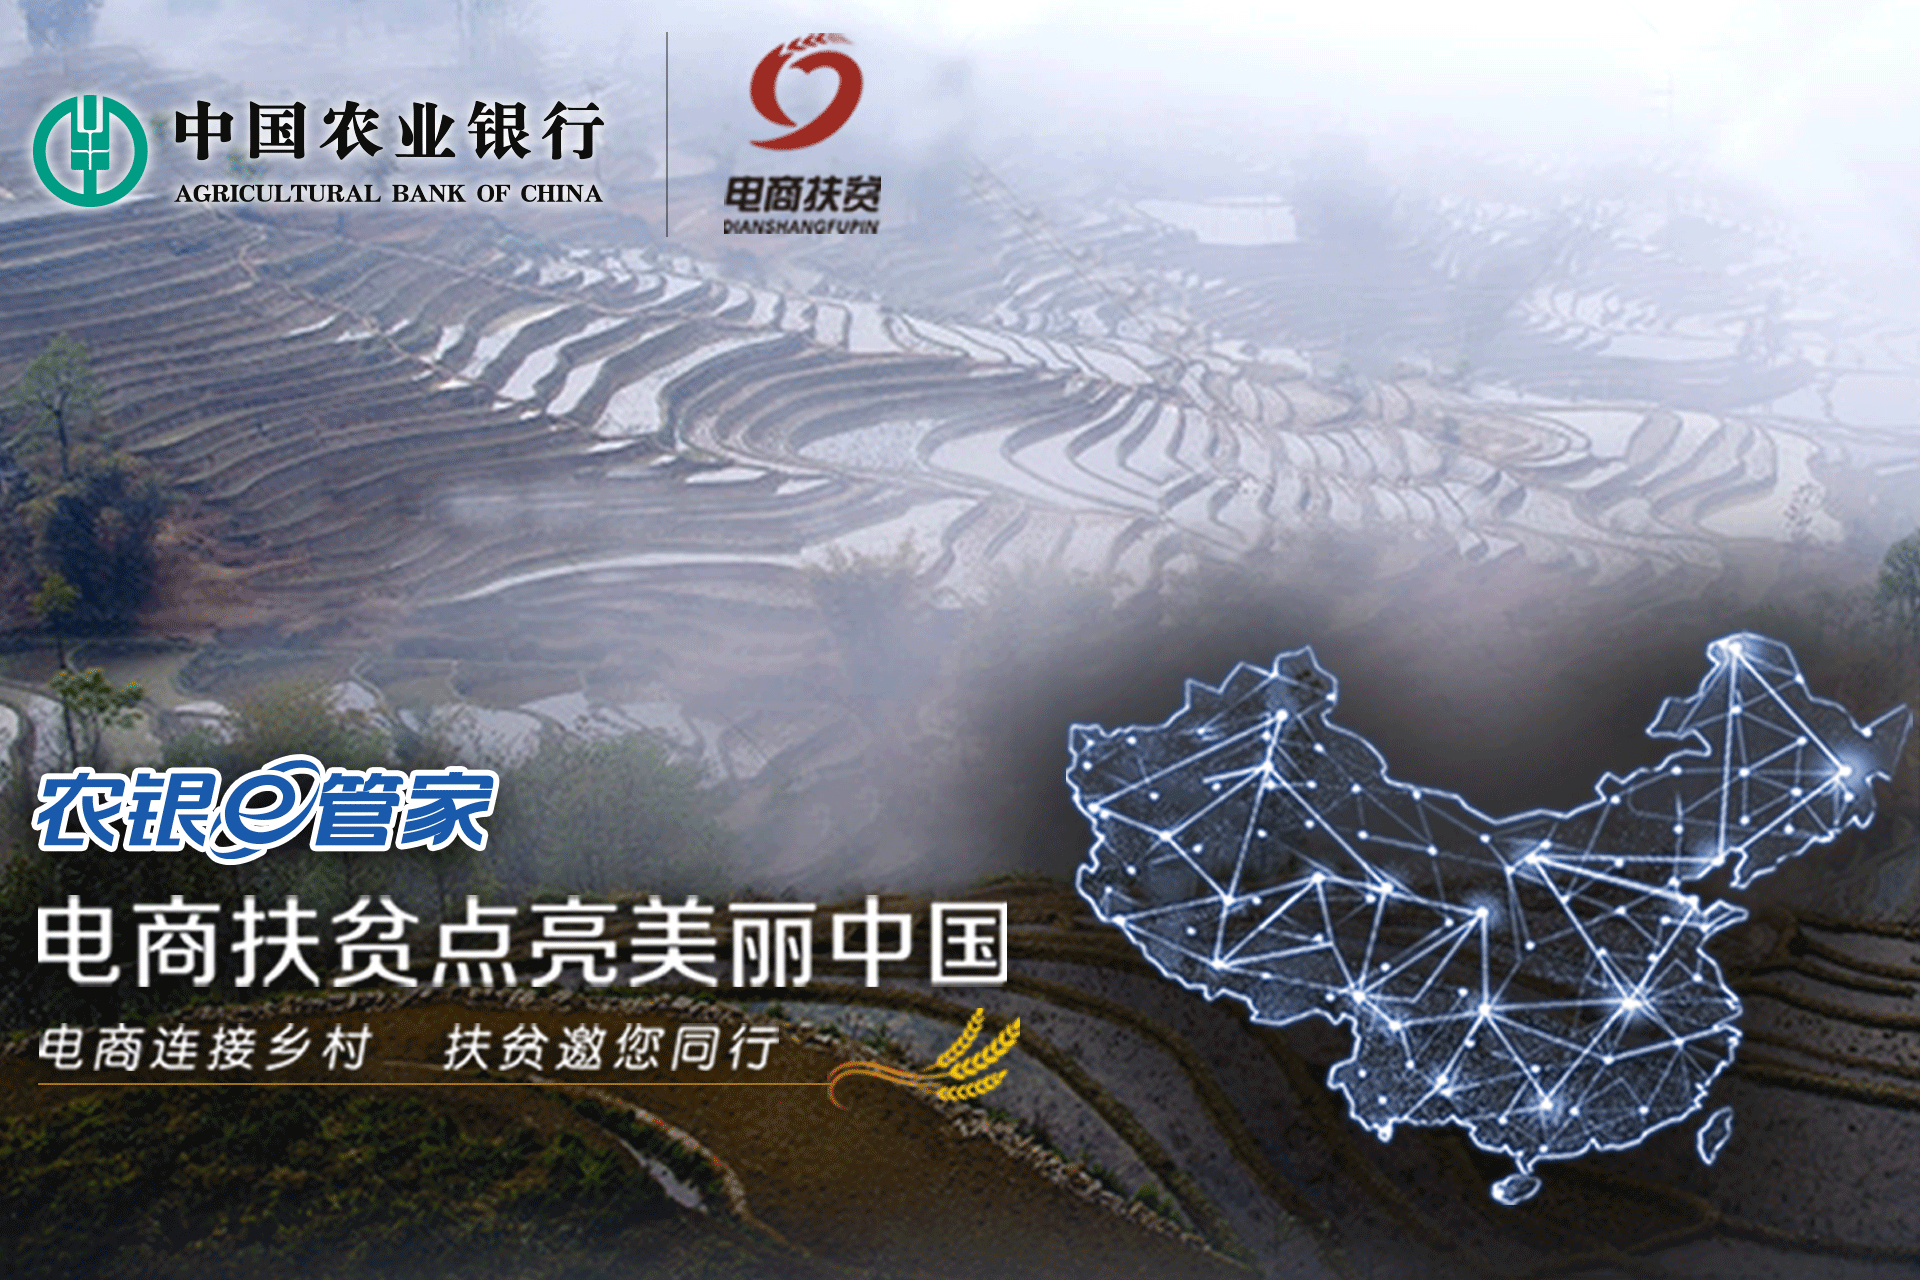 中国农业银行
AGRICULTURAL BANK OF CHINA
电商扶贫
DIANSHANGFUPIN
农银e管家
电商扶贫点亮美丽中国
电商连接乡村 扶贫邀您同行